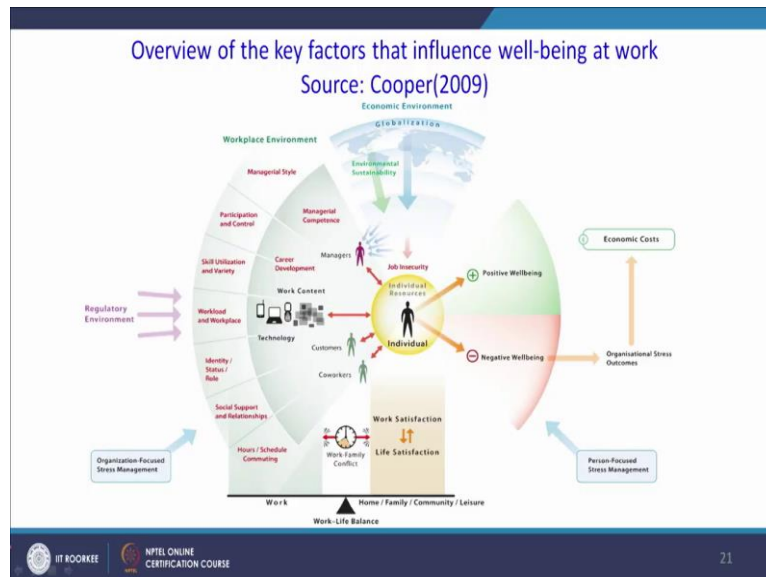 Overview of the key factors that influence well-being at work
Source: Cooper(2009)
Economic Environment
Globalization
Workplace Environment
Environmental
Sustainability
Managerial Style
Participation
and Control
Managerial
Competence
Managers
Skill Utilization
and Variety
Career
Development
Job Insecurity
Individual
Resources
Individual
Work Content
Technology
Regulatory
Environment
Workload
and Workplace
Customers
Coworkers
Identity /
Status /
Role
Social Support
and Relationships
Hours / Schedule
Commuting
Positive Wellbeing
Negative Wellbeing
Economic Costs
Organisational Stress
Outcomes
Organization-Focused
Stress Management
Person-Focused
Stress Management
Work-Family
Conflict
Work Satisfaction
Life Satisfaction
Work
Home / Family / Community / Leisure
Work-Life Balance
IIT ROORKEE
NPTEL ONLINE
CERTIFICATION COURSE
21